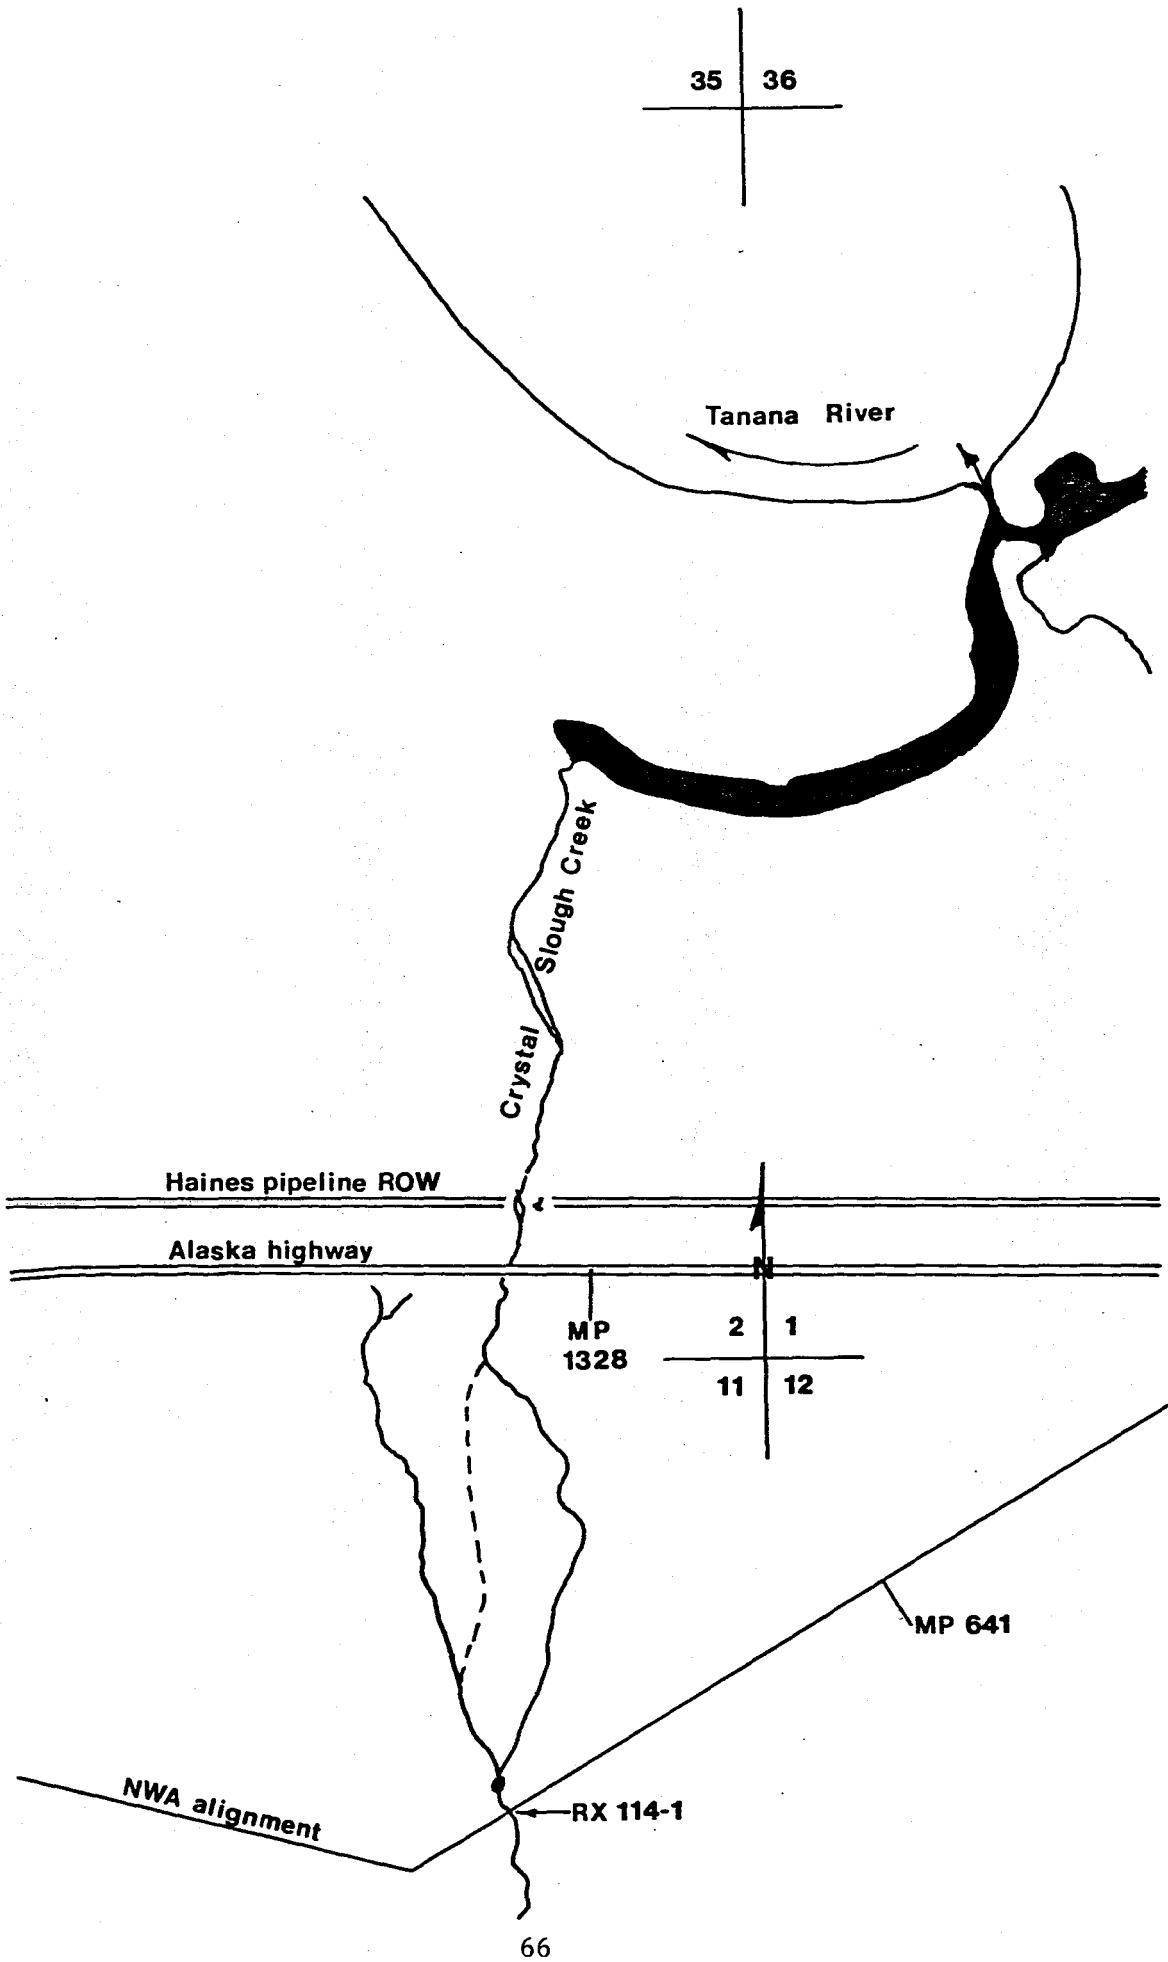 35 36
Tanana River
Slough Creek
Crystal
Haines pipeline ROW
Alaska highway
N
MP
1328
2 1
11 12
MP 641
NWA alignment
RX 114-1
66